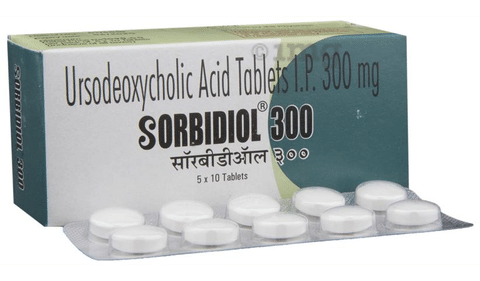 Ursodeoxycholic Acid Tablets I.P. 300 mg
SORBIDIOL® 300
सॉरबीडीऑल ३००
5 x 10 Tablets
SORBIDIOL 300